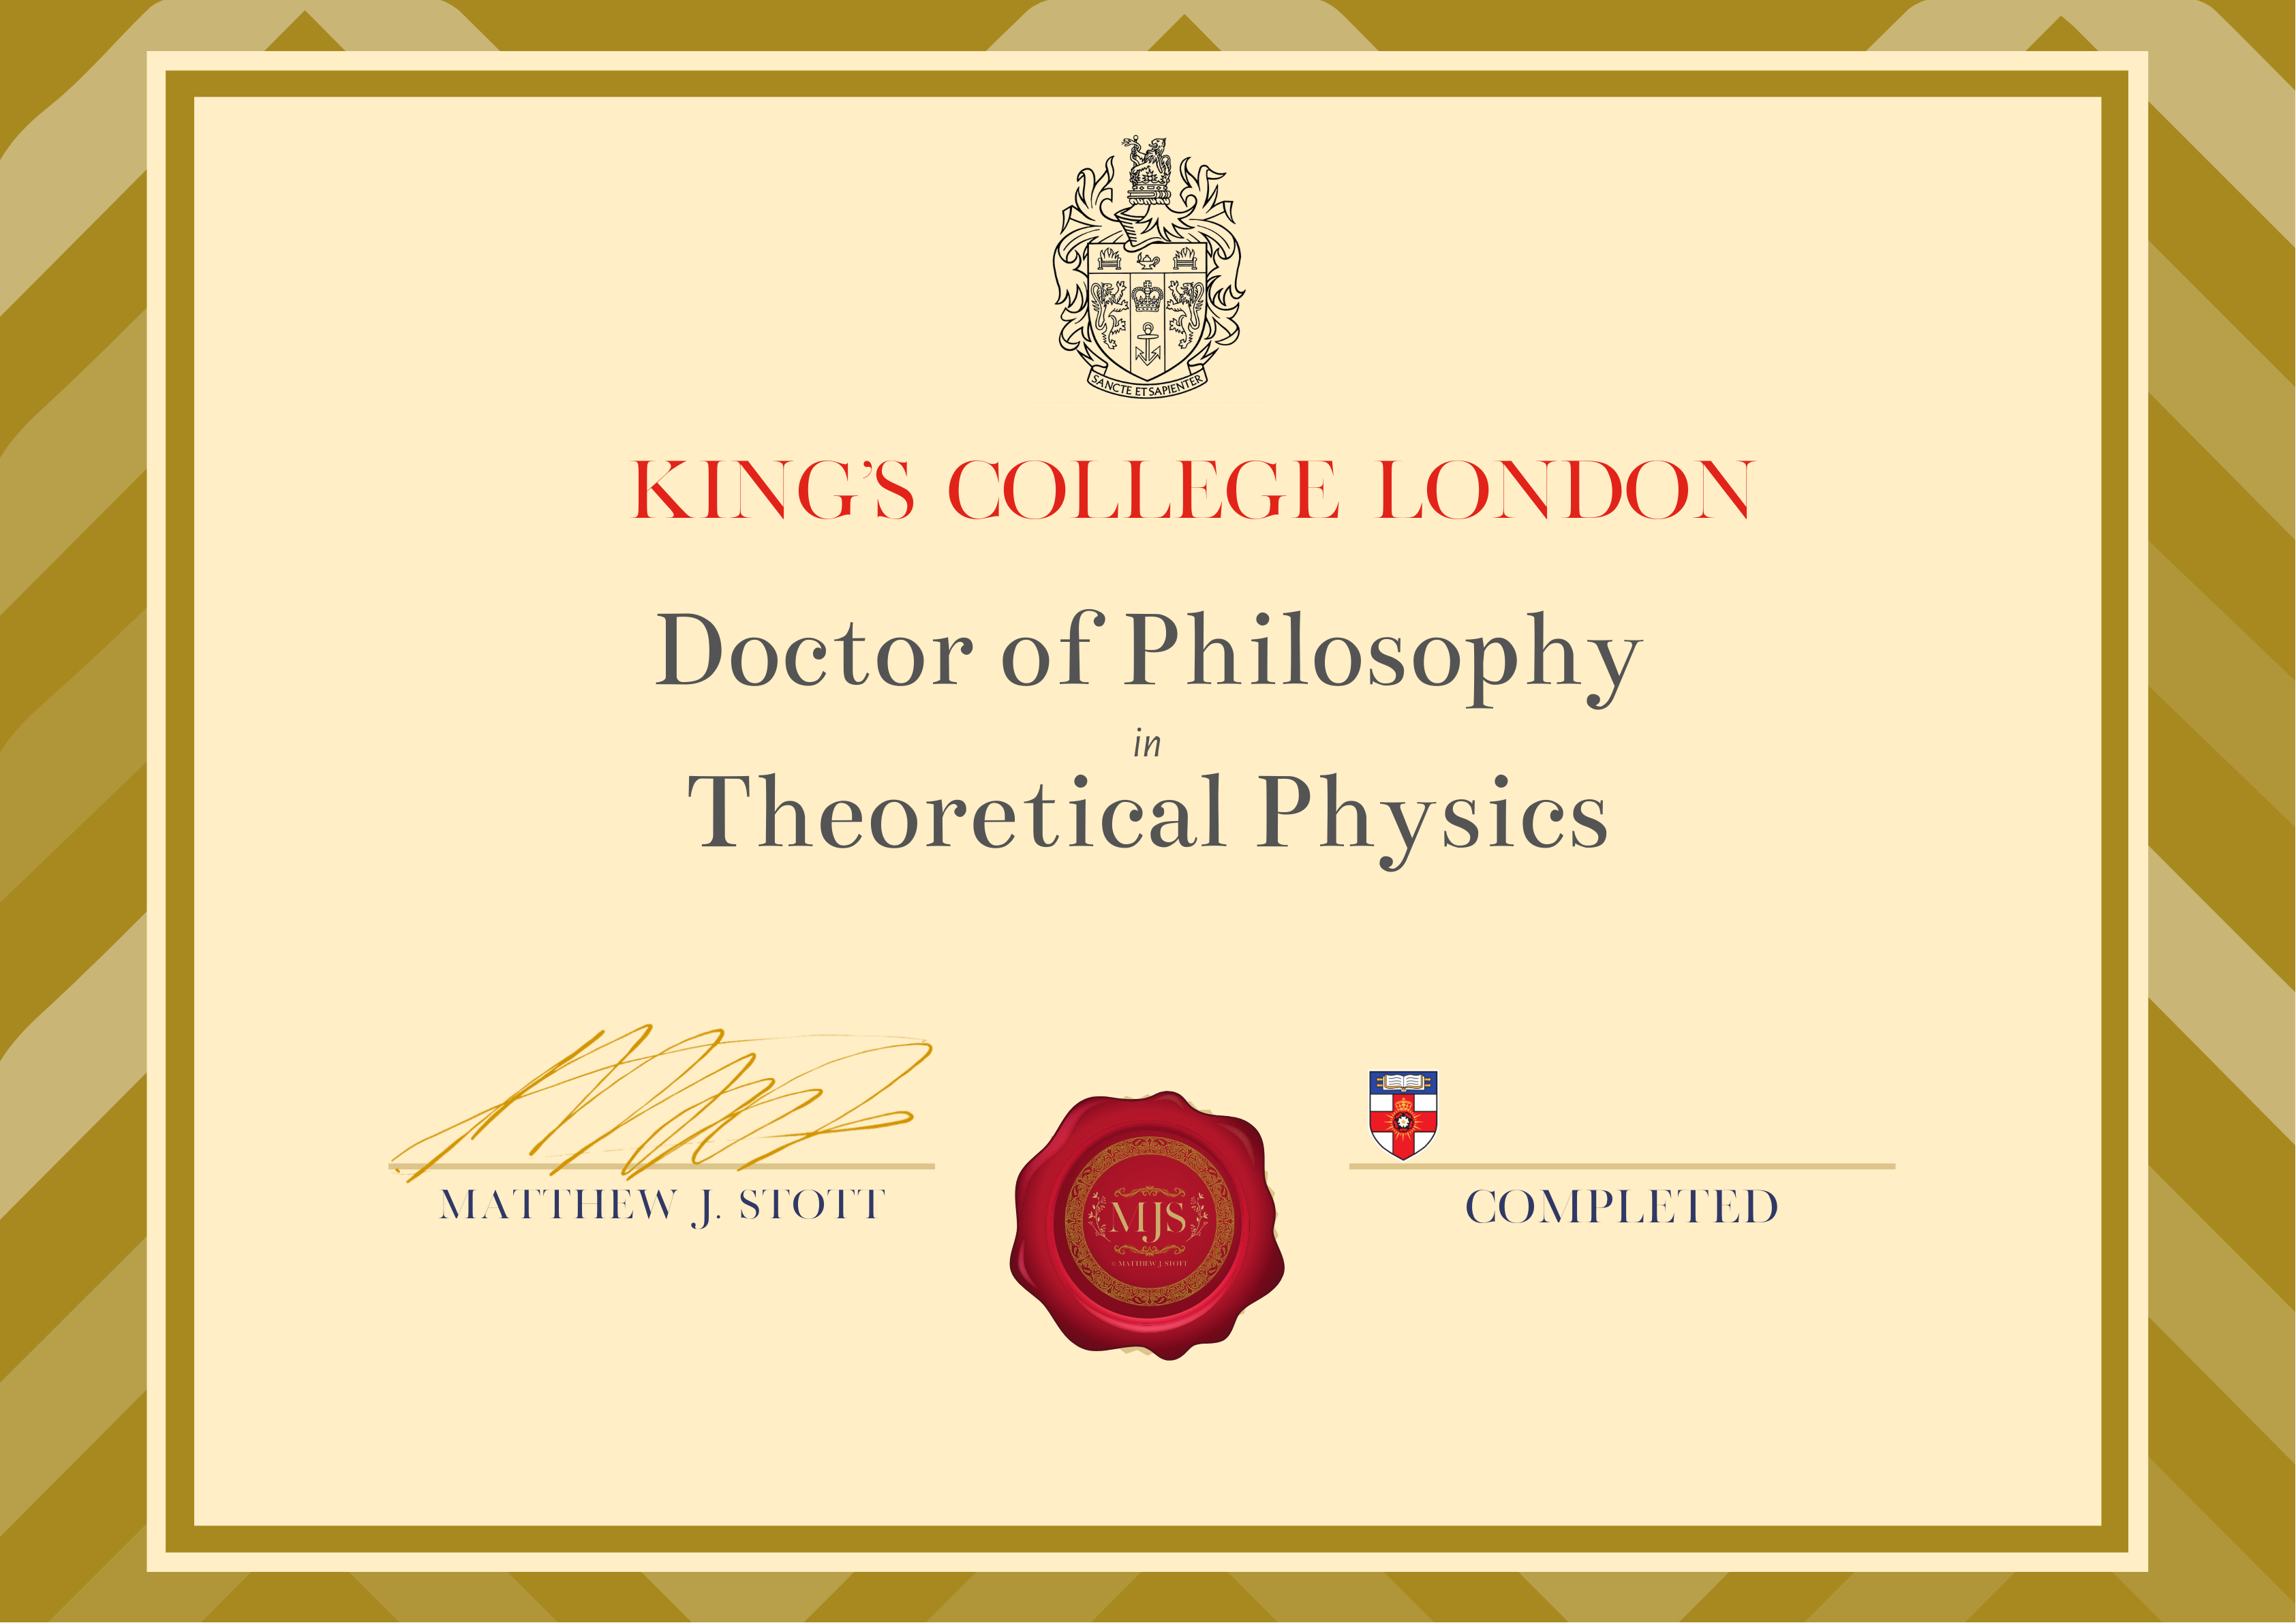 SANCTE ET SAPIENTER
KING'S COLLEGE LONDON
Doctor of Philosophy
in
Theoretical Physics
MATTHEW J. STOTT
MJS
© MATTHEW J. STOTT
COMPLETED